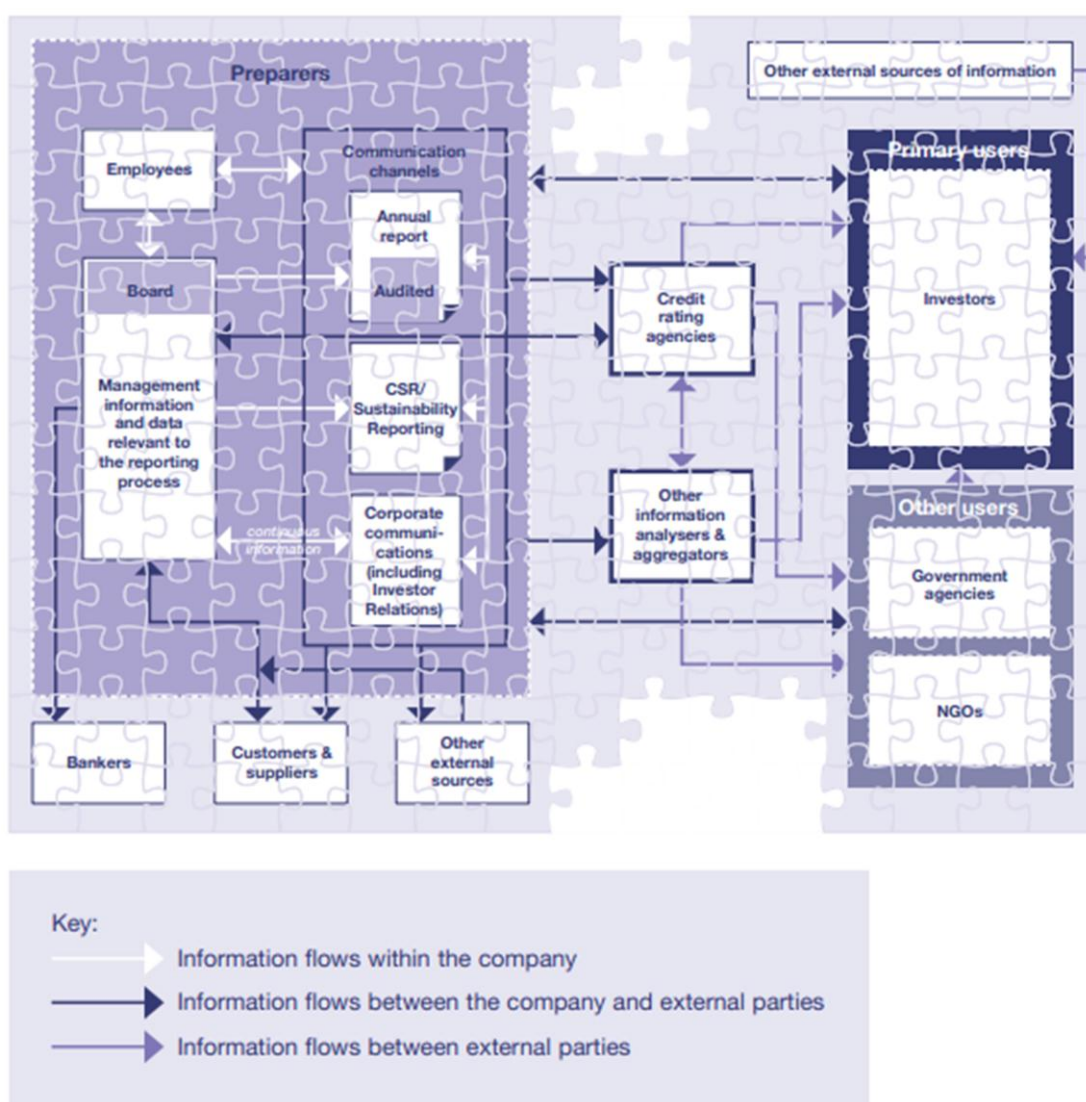 Preparers
Other external sources of information
Employees
Communication
channels
Primary users
Annual
report
Audited
Board
Credit
rating
agencies
Investors
Management
information
and data
relevant to
the reporting
process
CSR/
Sustainability
Reporting
continuous
information
Corporate
communi-
cations
(including
Investor
Relations)
Other
information
analysers &
aggregators
Other users
Government
agencies
NGOs
Bankers
Customers &
suppliers
Other
external
sources
Key:
Information flows within the company
Information flows between the company and external parties
Information flows between external parties